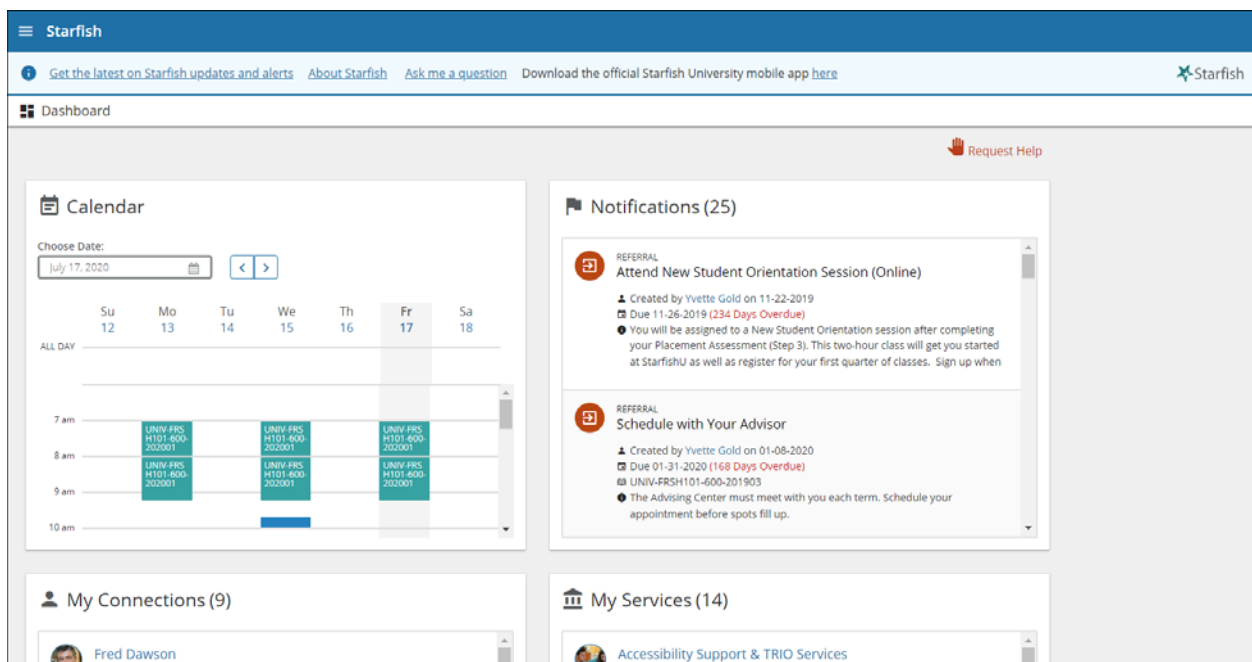 Starfish
Get the latest on Starfish updates and alerts About Starfish Ask me a question Download the official Starfish University mobile app here
Starfish
Dashboard
Request Help
Calendar
Choose Date:
July 17, 2020
Su Mo Tu We Th Fr Sa
12 13 14 15 16 17 18
ALL DAY
7 am
UNIV-FRS UNIV-FRS UNIV-FRS
H101-600- H101-600- H101-600-
202001 202001 202001
8 am
UNIV-FRS UNIV-FRS UNIV-FRS
H101-600- H101-600- H101-600-
202001 202001 202001
9 am
10 am
Notifications (25)
REFERRAL
Attend New Student Orientation Session (Online)
Created by Yvette Gold on 11-22-2019
Due 11-26-2019 (234 Days Overdue)
You will be assigned to a New Student Orientation session after completing
your Placement Assessment (Step 3). This two-hour class will get you started
at StarfishU as well as register for your first quarter of classes. Sign up when
REFERRAL
Schedule with Your Advisor
Created by Yvette Gold on 01-08-2020
Due 01-31-2020 (168 Days Overdue)
UNIV-FRSH101-600-201903
The Advising Center must meet with you each term. Schedule your
appointment before spots fill up.
My Connections (9)
Fred Dawson
My Services (14)
Accessibility Support & TRIO Services